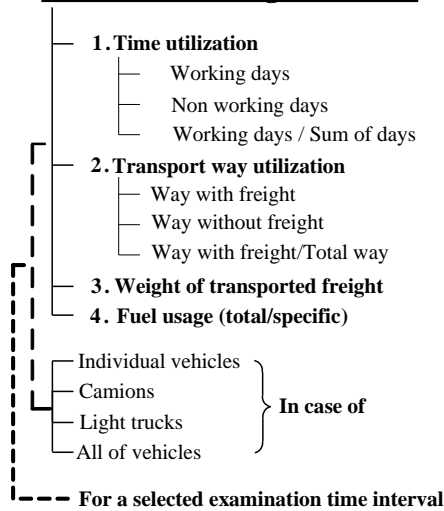 1. Time utilization
Working days
Non working days
Working days / Sum of days
2. Transport way utilization
Way with freight
Way without freight
Way with freight/Total way
3. Weight of transported freight
4. Fuel usage (total/specific)
Individual vehicles
Camions
In case of
Light trucks
All of vehicles
For a selected examination time interval